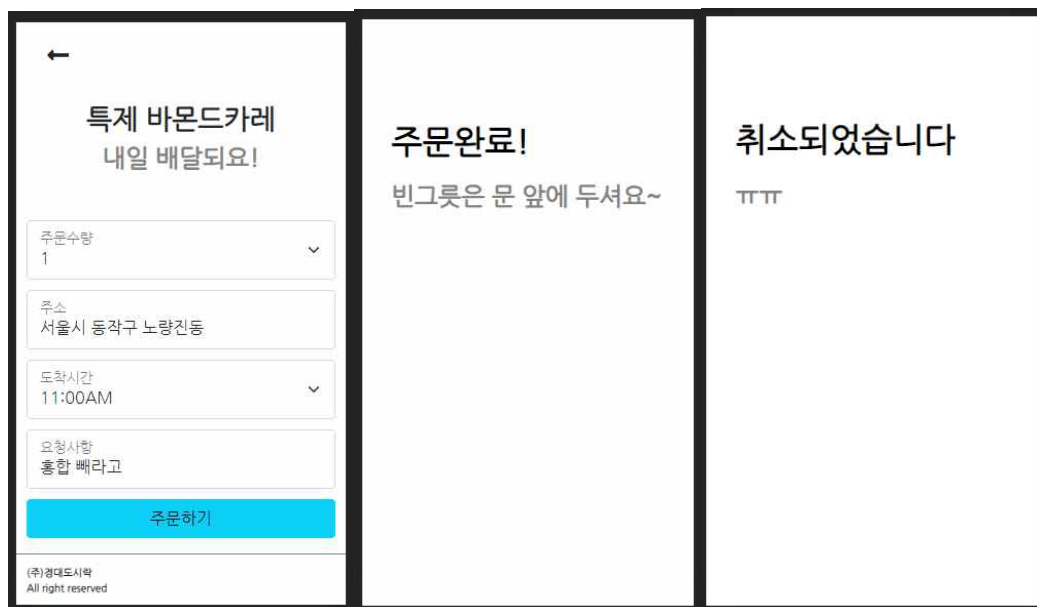 특제 바몬드카레
내일 배달되요!
주문수량
1
주소
서울시 동작구 노량진동
도착시간
11:00AM
요청사항
홍합 빼라고
주문하기
(주)경대도시락
All right reserved
주문완료!
빈그릇은 문 앞에 두셔요~
취소되었습니다
ㅠㅠ